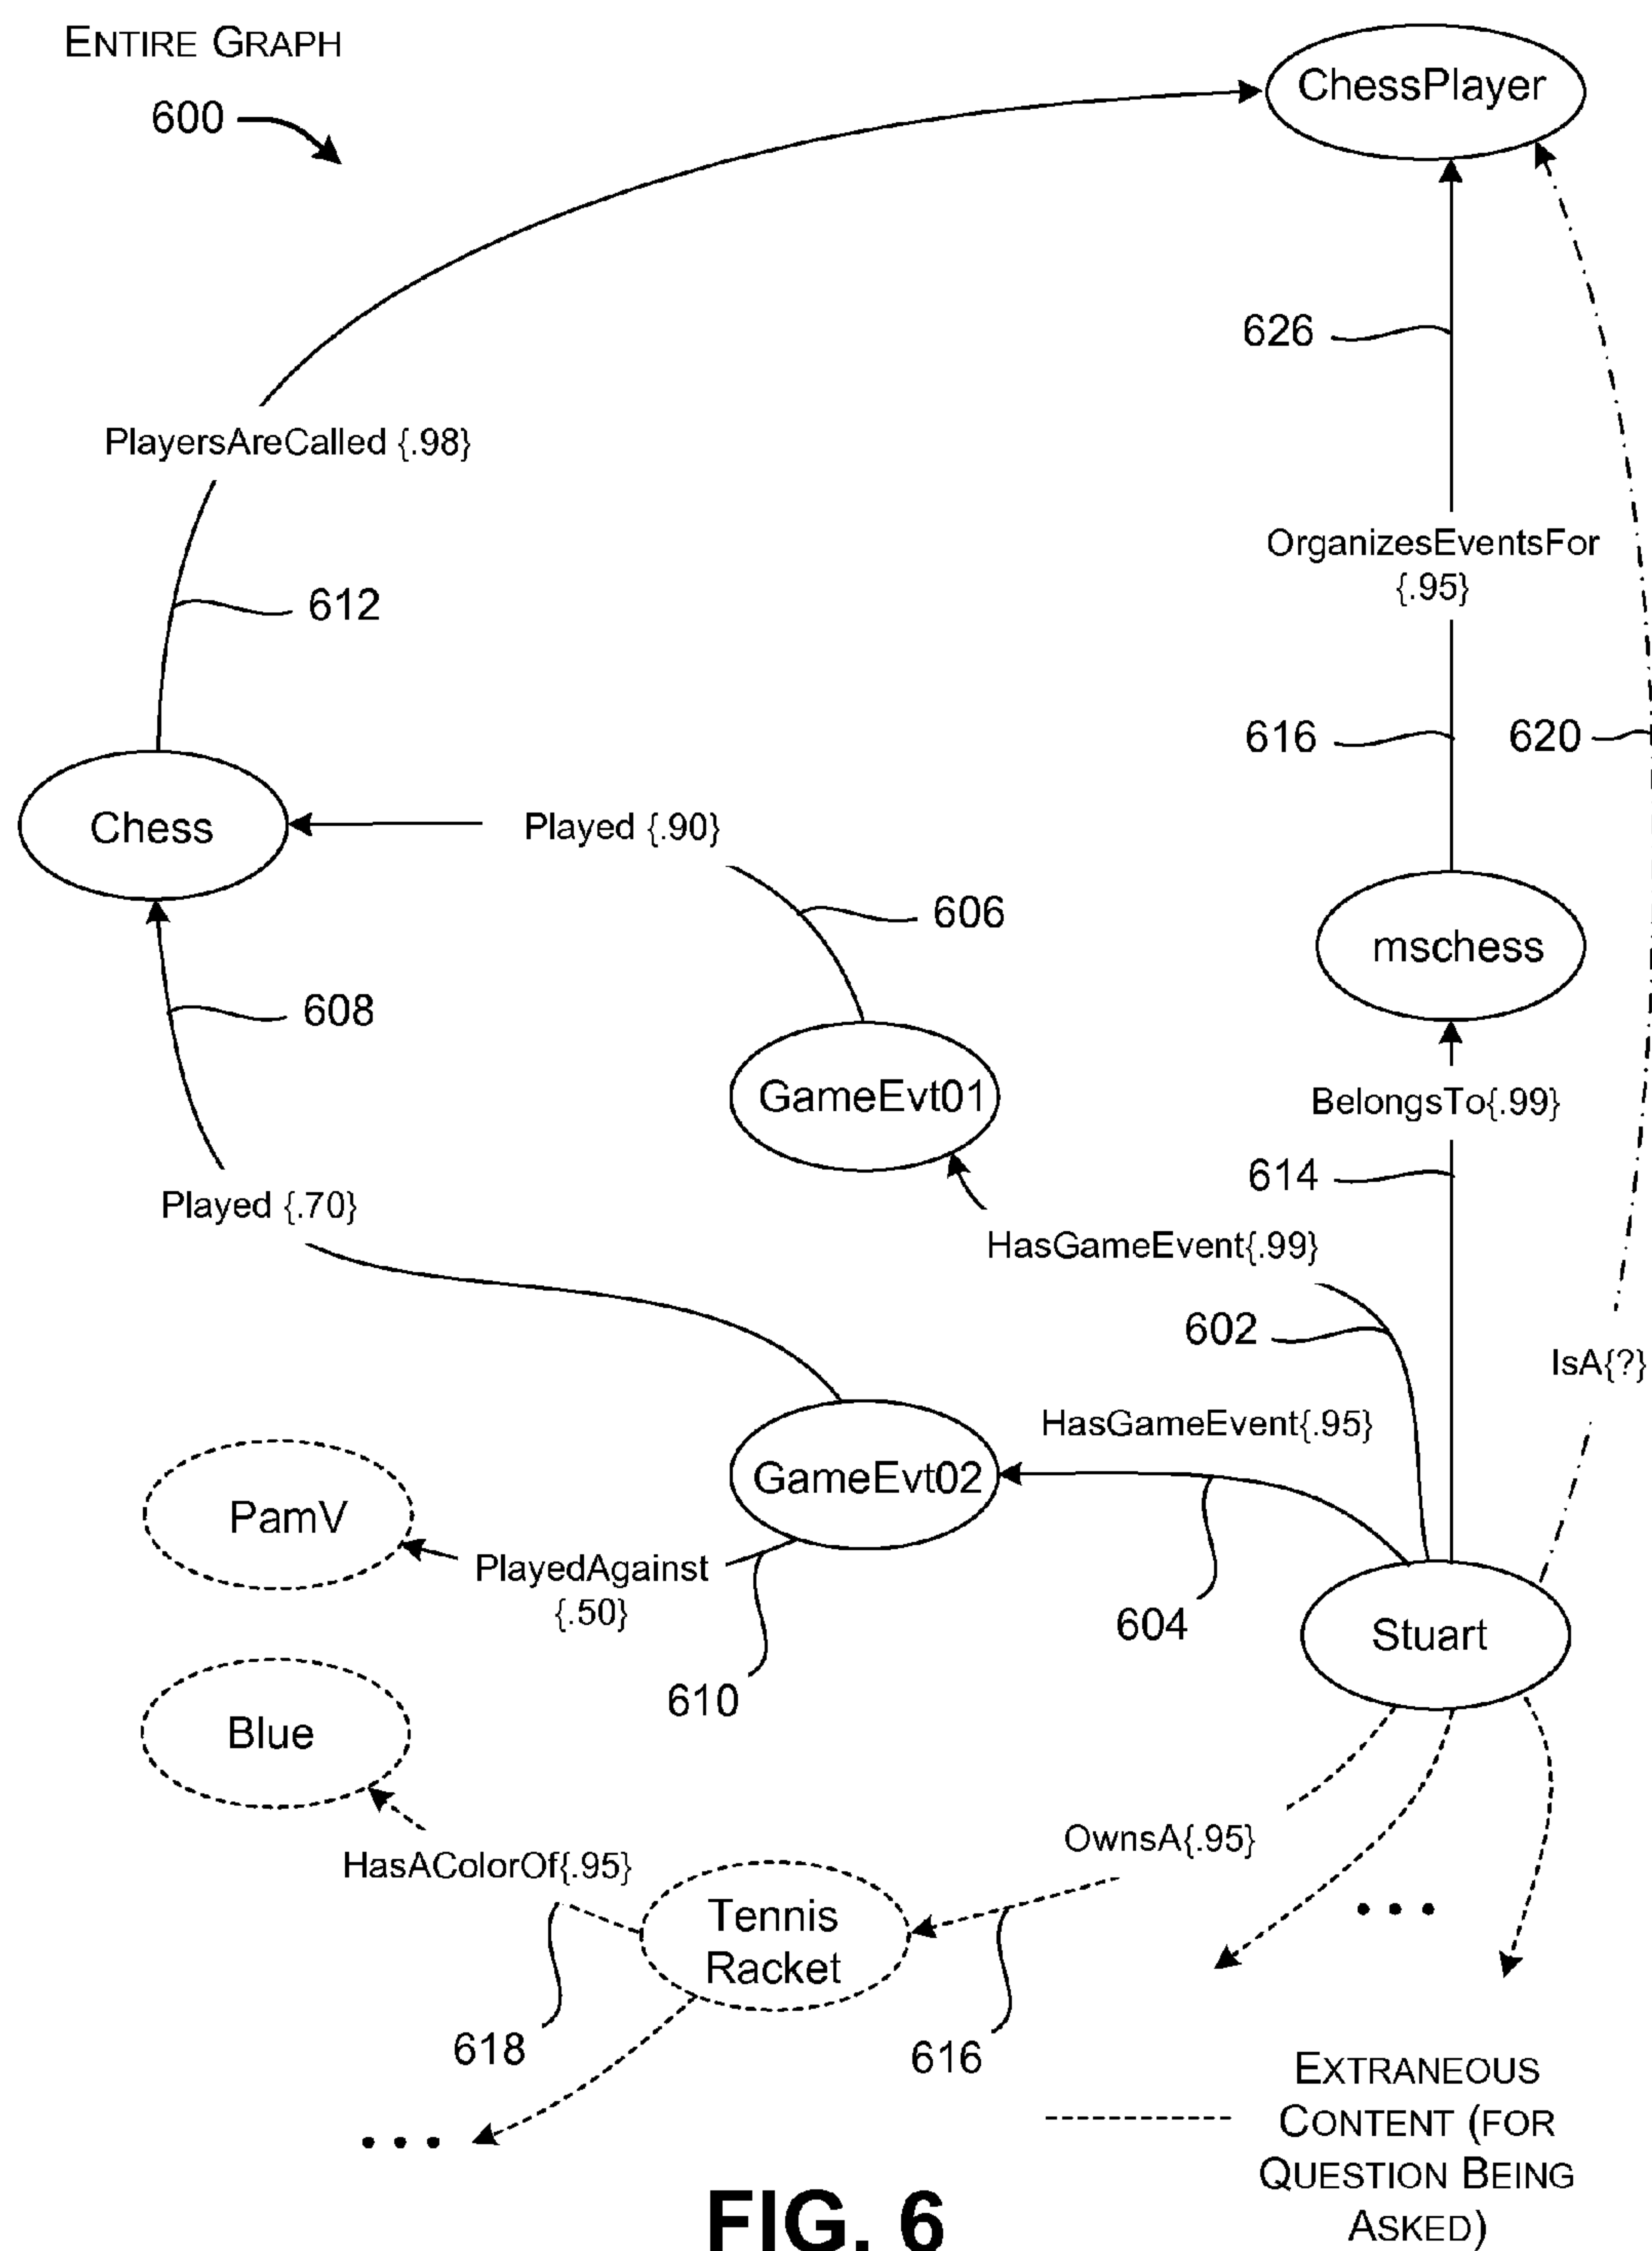 ENTIRE GRAPH
600
ChessPlayer
626
PlayersAreCalled {.98}
OrganizesEventsFor
{.95}
612
616
620
Chess
Played {.90}
606
mschess
608
GameEvt01
BelongsTo{.99}
614
Played {.70}
HasGameEvent{.99}
602
IsA{?}
HasGameEvent{.95}
GameEvt02
PamV
PlayedAgainst
{.50}
604
Stuart
610
Blue
OwnsA{.95}
HasAColorOf{.95}
Tennis
Racket
• • •
618
616
• • •
EXTRANEOUS
CONTENT (FOR
QUESTION BEING
ASKED)
FIG. 6